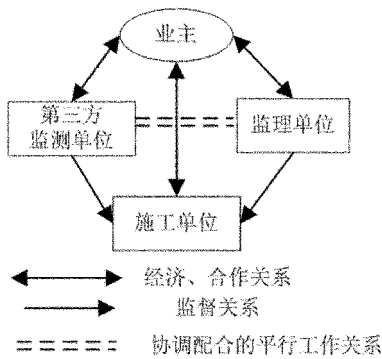 业主
第三方
监测单位
监理单位
施工单位
经济、合作关系
监督关系
协调配合的平行工作关系